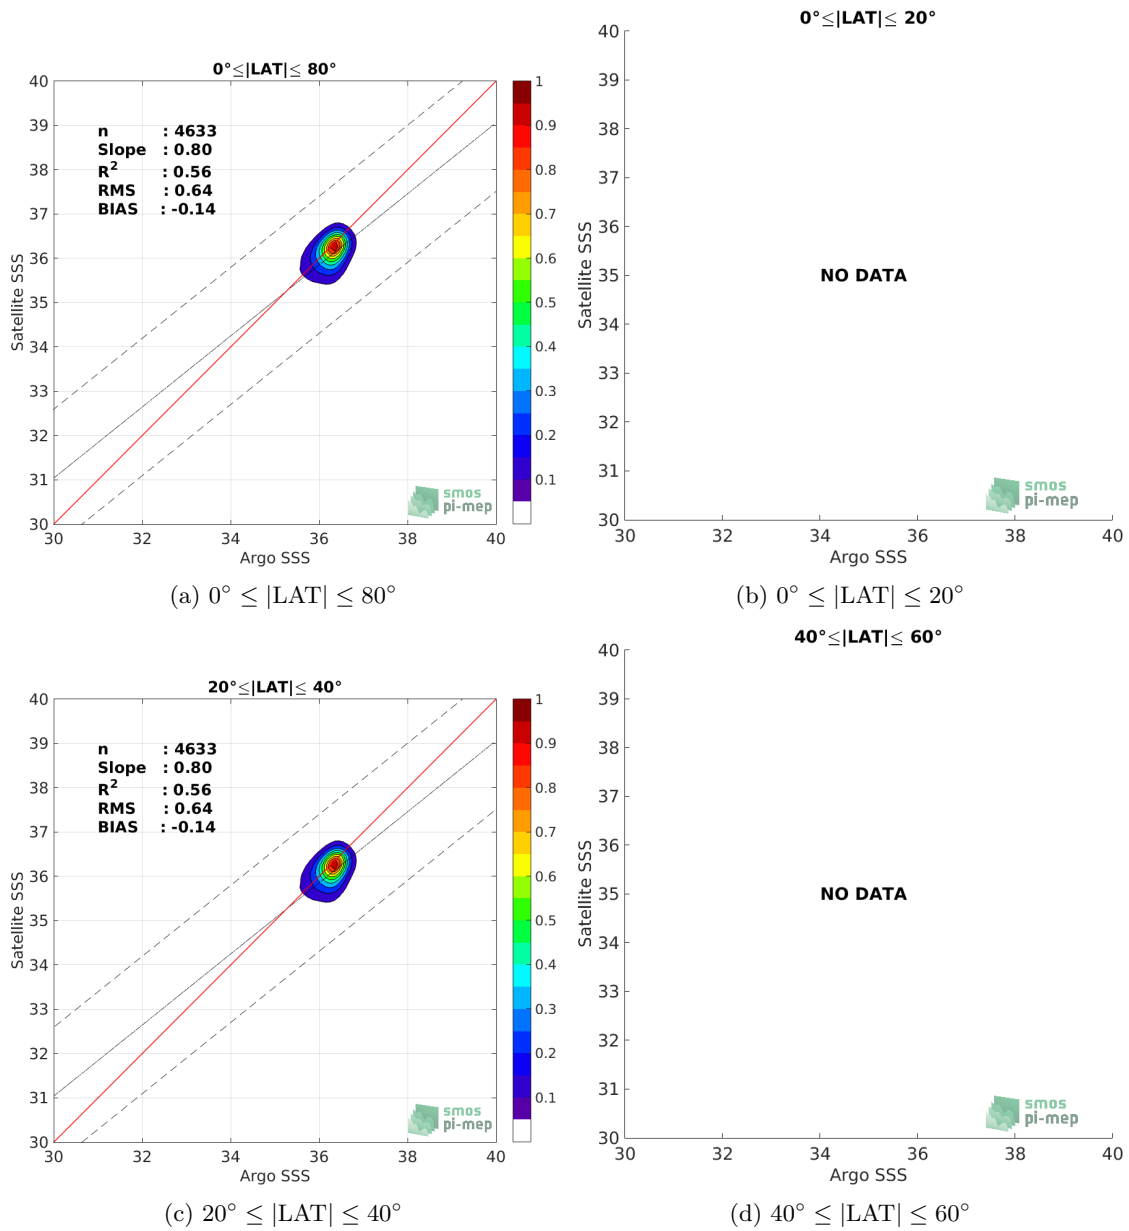 0°≤|LAT|≤ 80°
40
39
38
37
36
35
34
33
32
31
30
30 32 34 36 38 40
Satellite SSS
Argo SSS
n : 4633
Slope : 0.80
R² : 0.56
RMS : 0.64
BIAS : -0.14
1
0.9
0.8
0.7
0.6
0.5
0.4
0.3
0.2
0.1
smos
pi-mep
(a) 0° ≤ |LAT| ≤ 80°
0°≤|LAT|≤ 20°
40
39
38
37
36
35
34
33
32
31
30
30 32 34 36 38 40
Satellite SSS
Argo SSS
NO DATA
smos
pi-mep
(b) 0° ≤ |LAT| ≤ 20°
20°≤|LAT|≤ 40°
40
39
38
37
36
35
34
33
32
31
30
30 32 34 36 38 40
Satellite SSS
Argo SSS
n : 4633
Slope : 0.80
R² : 0.56
RMS : 0.64
BIAS : -0.14
1
0.9
0.8
0.7
0.6
0.5
0.4
0.3
0.2
0.1
smos
pi-mep
(c) 20° ≤ |LAT| ≤ 40°
40°≤|LAT|≤ 60°
40
39
38
37
36
35
34
33
32
31
30
30 32 34 36 38 40
Satellite SSS
Argo SSS
NO DATA
smos
pi-mep
(d) 40° ≤ |LAT| ≤ 60°